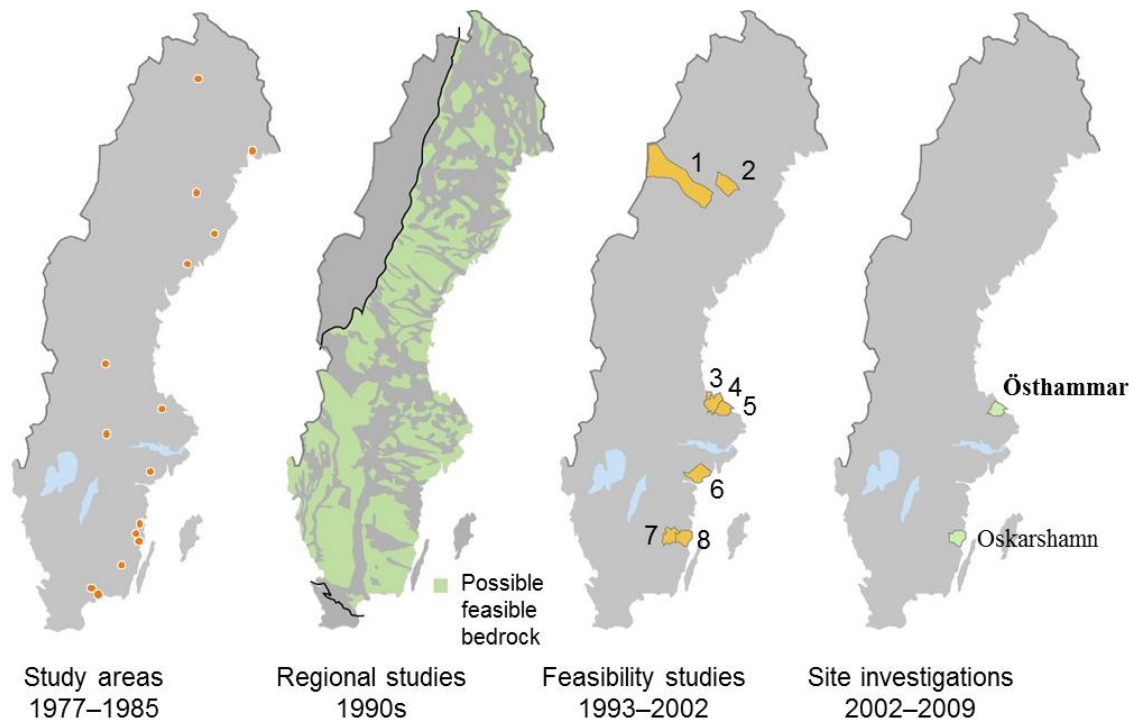 1
2
3
4
5
6
7
8
Östhammar
Oskarshamn
Possible
feasible
bedrock
Study areas
1977–1985
Regional studies
1990s
Feasibility studies
1993–2002
Site investigations
2002–2009